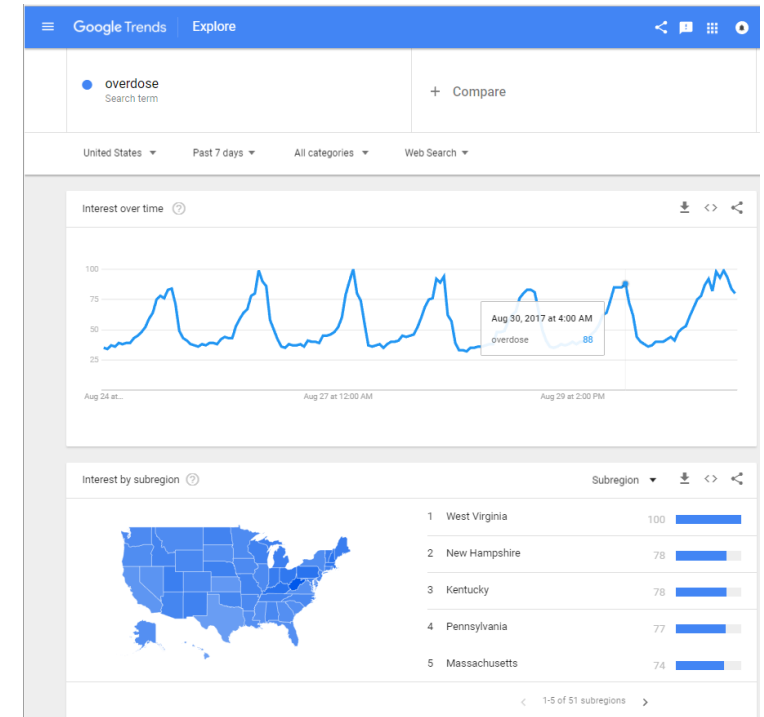 Google Trends Explore
overdose
Search term
+ Compare
United States Past 7 days All categories Web Search
Interest over time ?
100
75
50
25
Aug 30, 2017 at 4:00 AM
overdose 88
Aug 24 at... Aug 27 at 12:00 AM Aug 29 at 2:00 PM
Interest by subregion ? Subregion
1 West Virginia 100
2 New Hampshire 78
3 Kentucky 78
4 Pennsylvania 77
5 Massachusetts 74
1-5 of 51 subregions